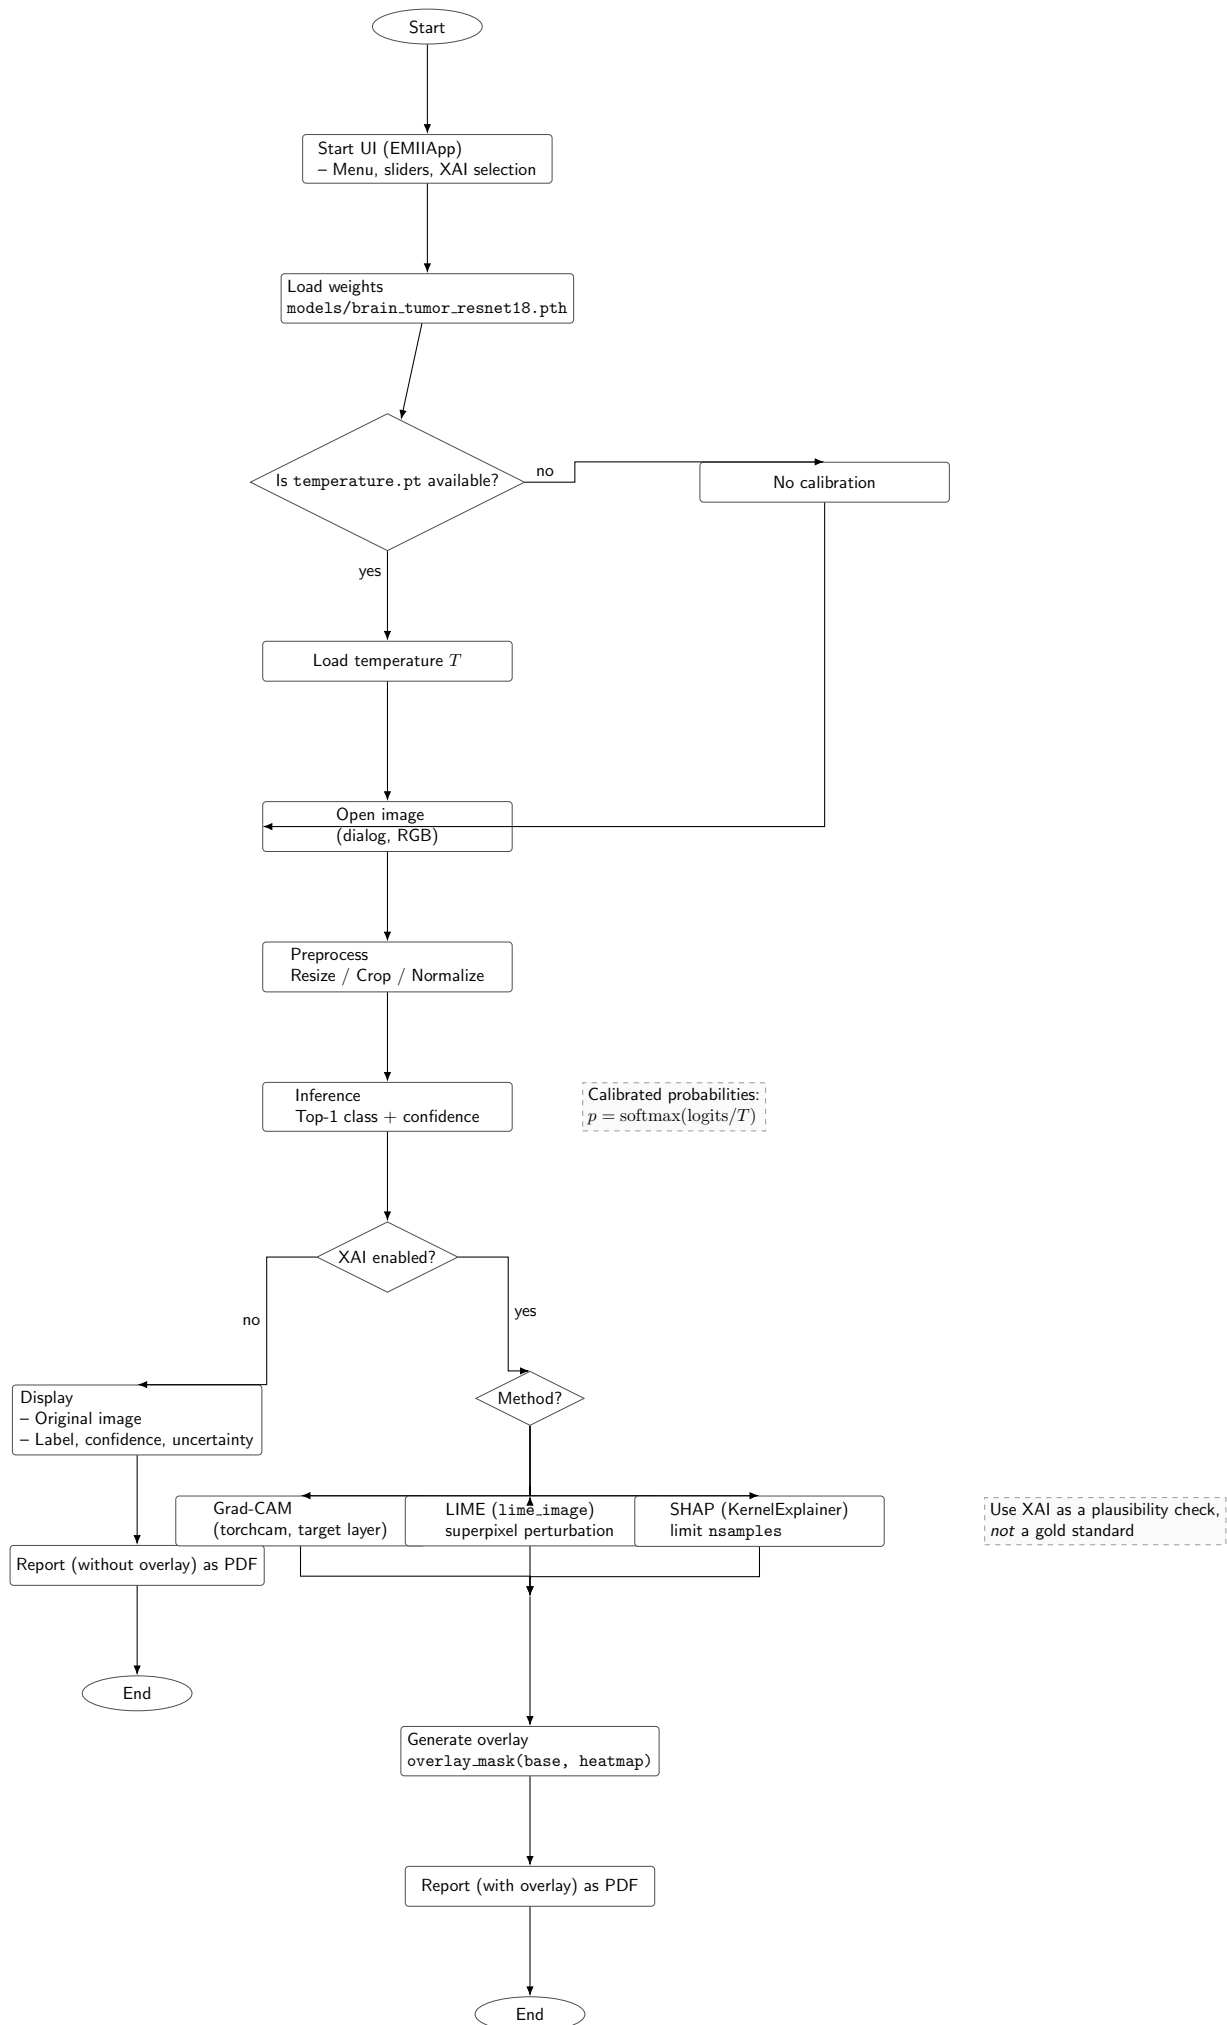 Start
Start UI (EMIIApp)
– Menu, sliders, XAI selection
Load weights
models/brain_tumor_resnet18.pth
Is temperature.pt available?
no
No calibration
yes
Load temperature T
Open image
(dialog, RGB)
Preprocess
Resize / Crop / Normalize
Inference
Top-1 class + confidence
Calibrated probabilities:
p = softmax(logits/T)
XAI enabled?
no
yes
Display
– Original image
– Label, confidence, uncertainty
Method?
Grad-CAM
(torchcam, target layer)
LIME (lime_image)
superpixel perturbation
SHAP (KernelExplainer)
limit nsamples
Use XAI as a plausibility check,
not a gold standard
Report (without overlay) as PDF
End
Generate overlay
overlay_mask(base, heatmap)
Report (with overlay) as PDF
End